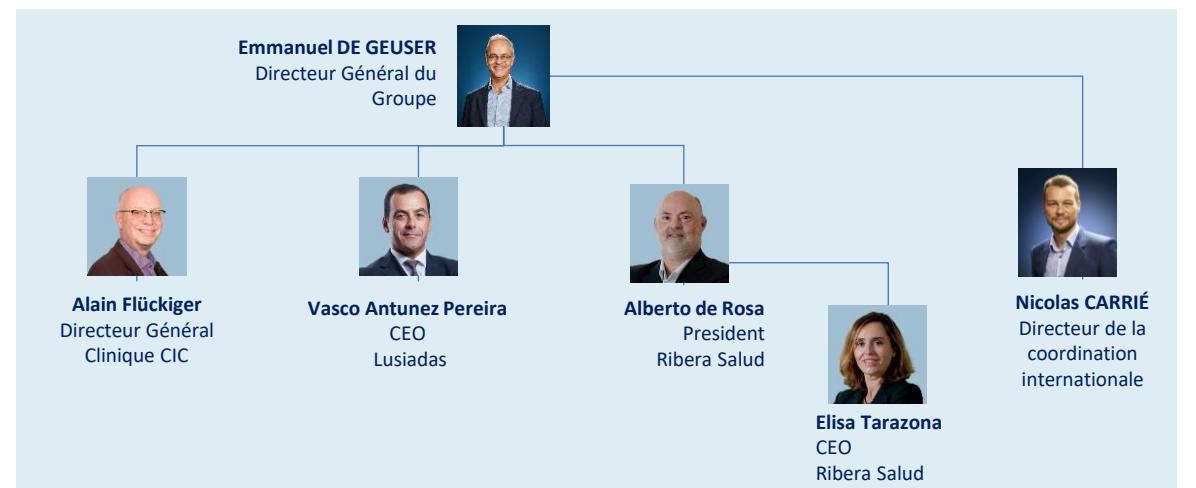 Emmanuel DE GEUSER
Directeur Général du
Groupe
Alain Flückiger
Directeur Général
Clinique CIC
Vasco Antunez Pereira
CEO
Lusiadas
Alberto de Rosa
President
Ribera Salud
Elisa Tarazona
CEO
Ribera Salud
Nicolas CARRIÉ
Directeur de la
coordination
internationale